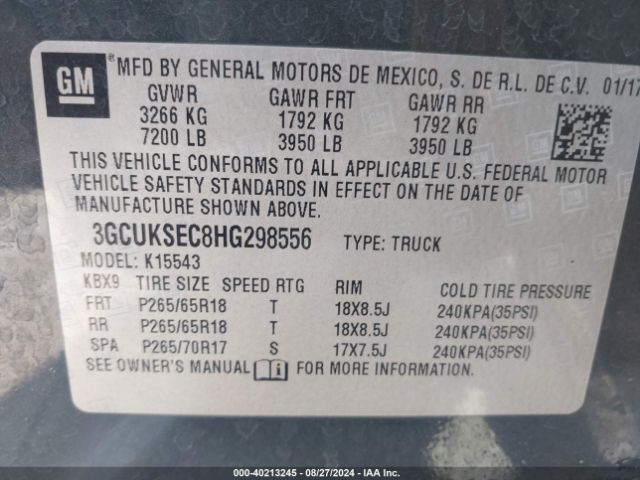 GM ® MFD BY GENERAL MOTORS DE MEXICO, S. DE R.L. DE C.V. 01/17
GVWR GAWR FRT GAWR RR
3266 KG 1792 KG 1792 KG
7200 LB 3950 LB 3950 LB
THIS VEHICLE CONFORMS TO ALL APPLICABLE U.S. FEDERAL MOTOR
VEHICLE SAFETY STANDARDS IN EFFECT ON THE DATE OF
MANUFACTURE SHOWN ABOVE.
3GCUKSEC8HG298556 TYPE: TRUCK
MODEL: K15543
KBX9 TIRE SIZE SPEED RTG RIM COLD TIRE PRESSURE
FRT P265/65R18 T 18X8.5J 240KPA(35PSI)
RR P265/65R18 T 18X8.5J 240KPA(35PSI)
SPA P265/70R17 S 17X7.5J 240KPA(35PSI)
SEE OWNER'S MANUAL FOR MORE INFORMATION.
000-40213245 - 08/27/2024 - IAA Inc.